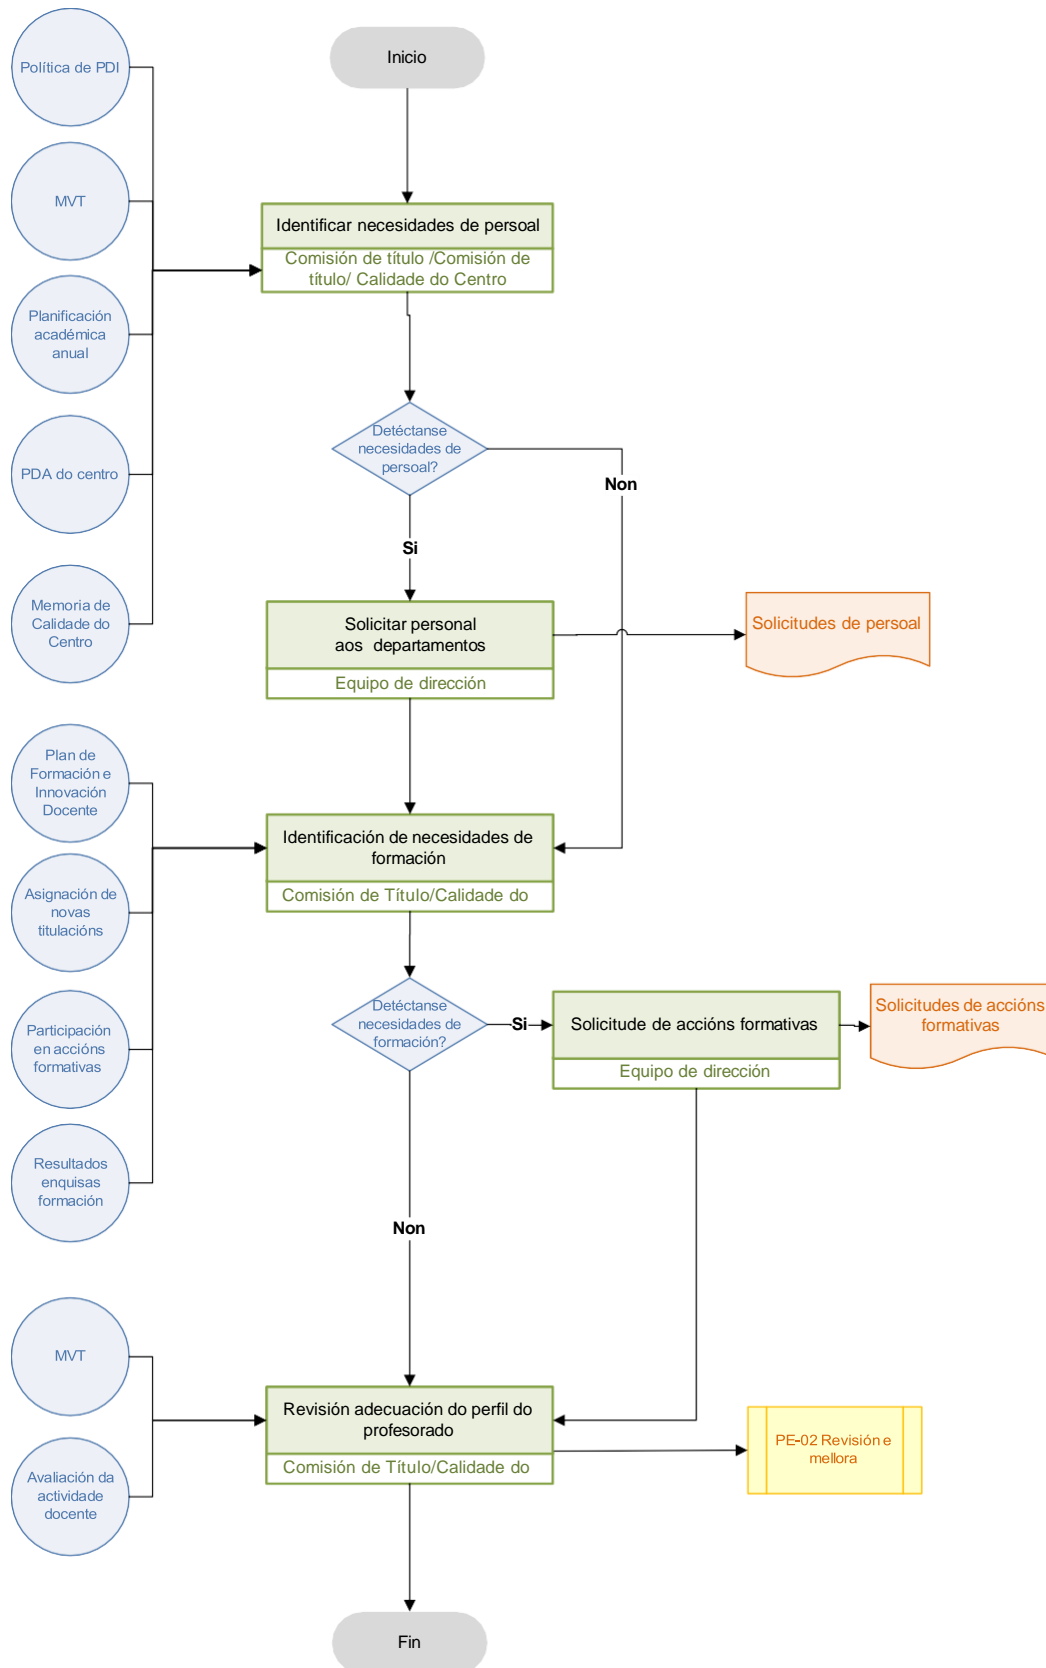 Inicio
Política de PDI
MVT
Planificación
académica
anual
PDA do centro
Memoria de
Calidade do
Centro
Identificar necesidades de persoal
Comisión de título /Comisión de
título/ Calidade do Centro
Detéctanse
necesidades de
persoal?
Non
Si
Solicitar personal
aos departamentos
Equipo de dirección
Solicitudes de persoal
Plan de
Formación e
Innovación
Docente
Asignación de
novas
titulacións
Participación
en accións
formativas
Resultados
enquisas
formación
Identificación de necesidades de
formación
Comisión de Título/Calidade do
Detéctanse
necesidades de
formación?
Si
Solicitude de accións formativas
Equipo de dirección
Solicitudes de accións
formativas
Non
MVT
Avaliación da
actividade
docente
Revisión adecuación do perfil do
profesorado
Comisión de Título/Calidade do
PE-02 Revisión e
mellora
Fin